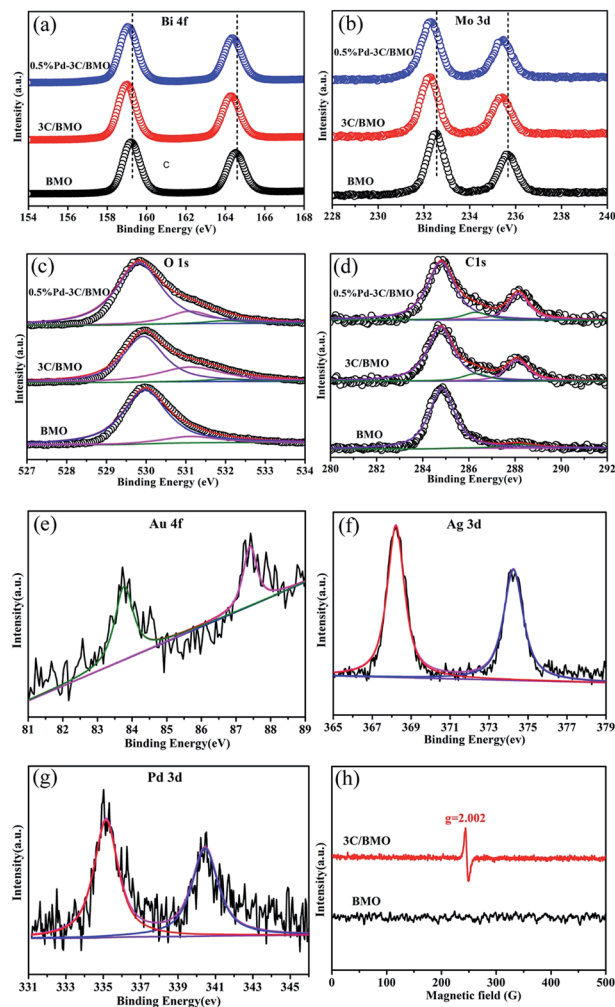 (a) Bi 4f
0.5%Pd-3C/BMO
3C/BMO
BMO
C
Intensity (a.u.)
154 156 158 160 162 164 166 168
Binding Energy (eV)
(b) Mo 3d
0.5%Pd-3C/BMO
3C/BMO
BMO
Intensity (a.u.)
228 230 232 234 236 238 240
Binding Energy (eV)
(c) O 1s
0.5%Pd-3C/BMO
3C/BMO
BMO
Intensity (a.u.)
527 528 529 530 531 532 533 534
Binding Energy (eV)
(d) C1s
0.5%Pd-3C/BMO
3C/BMO
BMO
Intensity (a.u.)
280 282 284 286 288 290 292
Binding Energy(ev)
(e) Au 4f
Intensity(a.u.)
81 82 83 84 85 86 87 88 89
Binding Energy(eV)
(f) Ag 3d
Intensity(a.u.)
365 367 369 371 373 375 377 379
Binding Energy(ev)
(g) Pd 3d
Intensity(a.u.)
331 333 335 337 339 341 343 345
Binding Energy(ev)
(h)
g=2.002
3C/BMO
BMO
Intensity(a.u.)
0 100 200 300 400 500
Magnetic field (G)